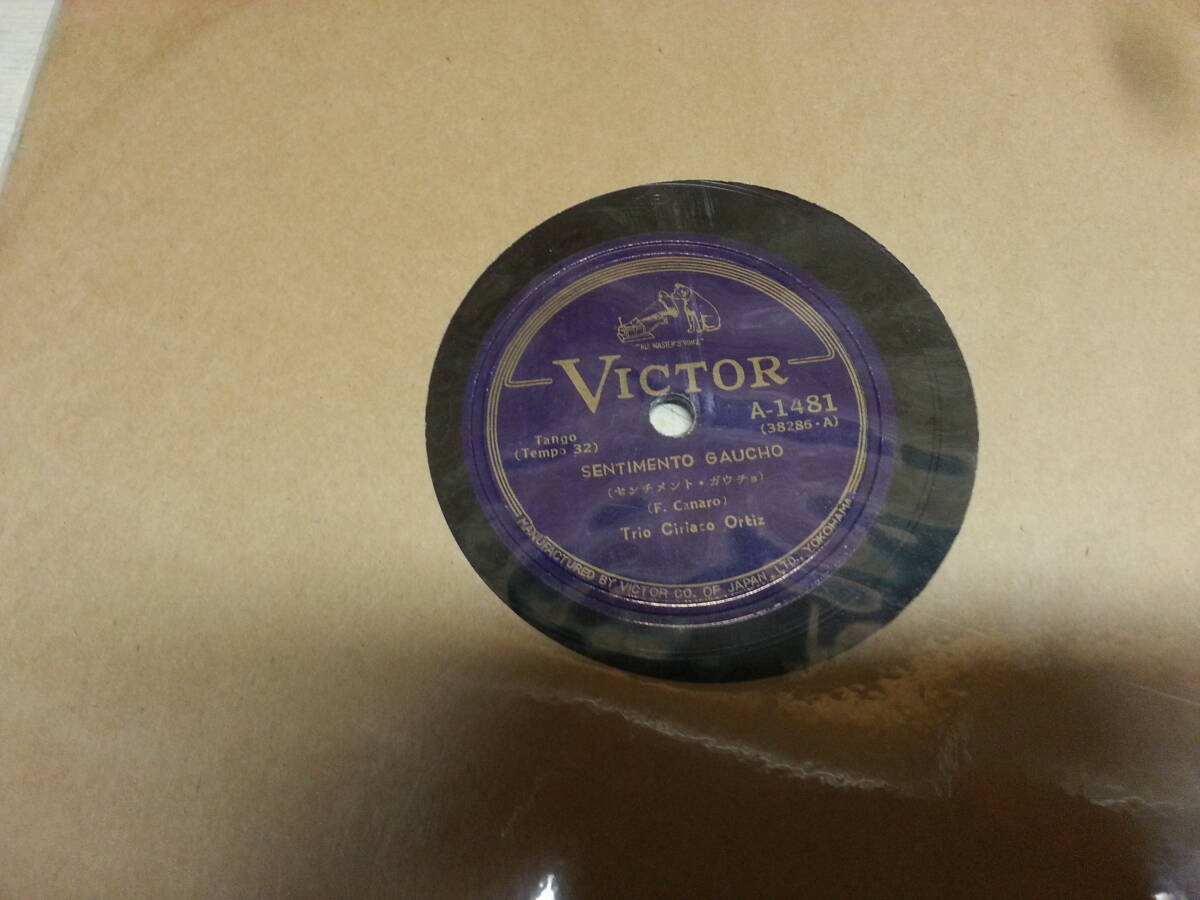 "HIS MASTER'S VOICE"
VICTOR
A-1481
(38286-A)
Tango
(Tempo 32)
SENTIMENTO GAUCHO
(センチメント・ガウチョ)
(F. Canaro)
Trio Ciriaco Ortiz
MANUFACTURED BY VICTOR CO. OF JAPAN, LTD., YOKOHAMA